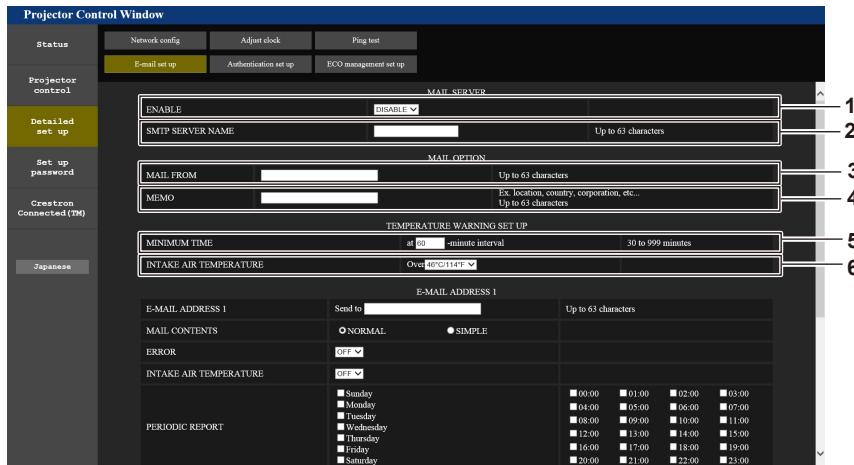 Projector Control Window
Status
Network config
Adjust clock
Ping test
E-mail set up
Authentication set up
ECO management set up
Projector
control
Detailed
set up
Set up
password
Crestron
Connected(TM)
Japanese
MAIL SERVER
ENABLE
DISABLE
1
SMTP SERVER NAME
Up to 63 characters
2
MAIL OPTION
MAIL FROM
Up to 63 characters
3
MEMO
Ex. location, country, corporation, etc...
Up to 63 characters
4
TEMPERATURE WARNING SET UP
MINIMUM TIME
at 60 -minute interval
30 to 999 minutes
5
INTAKE AIR TEMPERATURE
Over 46°C/114°F
6
E-MAIL ADDRESS 1
E-MAIL ADDRESS 1
Send to
Up to 63 characters
MAIL CONTENTS
NORMAL
SIMPLE
ERROR
OFF
INTAKE AIR TEMPERATURE
OFF
PERIODIC REPORT
Sunday
Monday
Tuesday
Wednesday
Thursday
Friday
Saturday
00:00 01:00 02:00 03:00
04:00 05:00 06:00 07:00
08:00 09:00 10:00 11:00
12:00 13:00 14:00 15:00
16:00 17:00 18:00 19:00
20:00 21:00 22:00 23:00